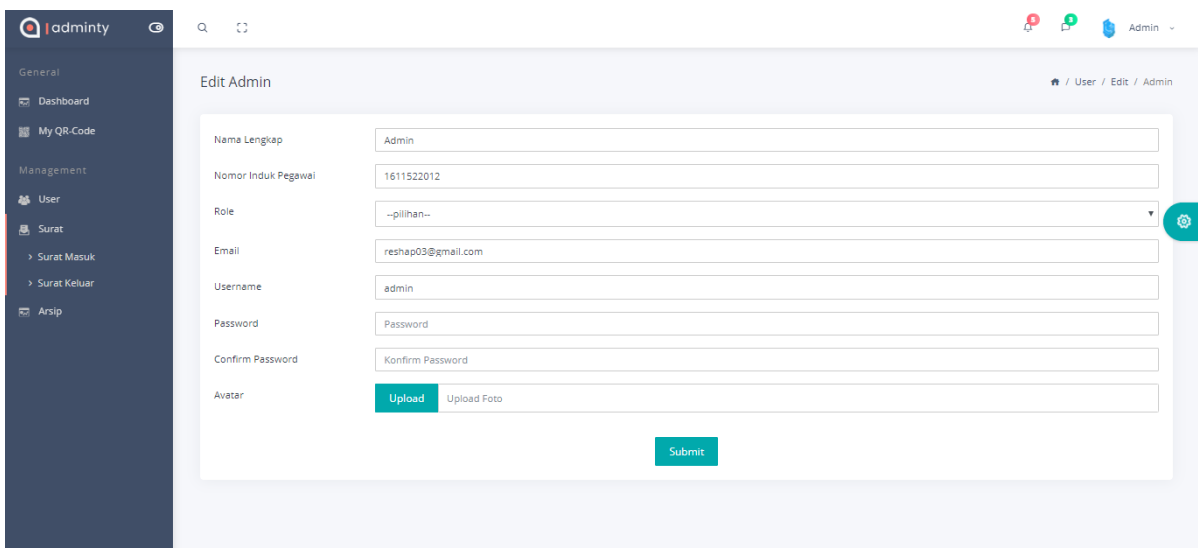 adminty
Admin
General
Dashboard
My QR-Code
Management
User
Surat
Surat Masuk
Surat Keluar
Arsip
Edit Admin
/ User / Edit / Admin
Nama Lengkap
Admin
Nomor Induk Pegawai
1611522012
Role
--pilihan--
Email
reshap03@gmail.com
Username
admin
Password
Password
Confirm Password
Konfirm Password
Avatar
Upload
Upload Foto
Submit